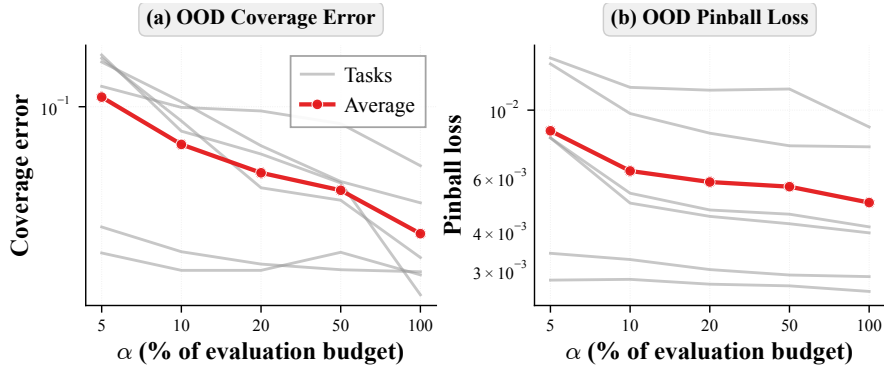 (a) OOD Coverage Error
Coverage error
10⁻¹
Tasks
Average
5 10 20 50 100
α (% of evaluation budget)
(b) OOD Pinball Loss
Pinball loss
10⁻²
6 × 10⁻³
4 × 10⁻³
3 × 10⁻³
5 10 20 50 100
α (% of evaluation budget)